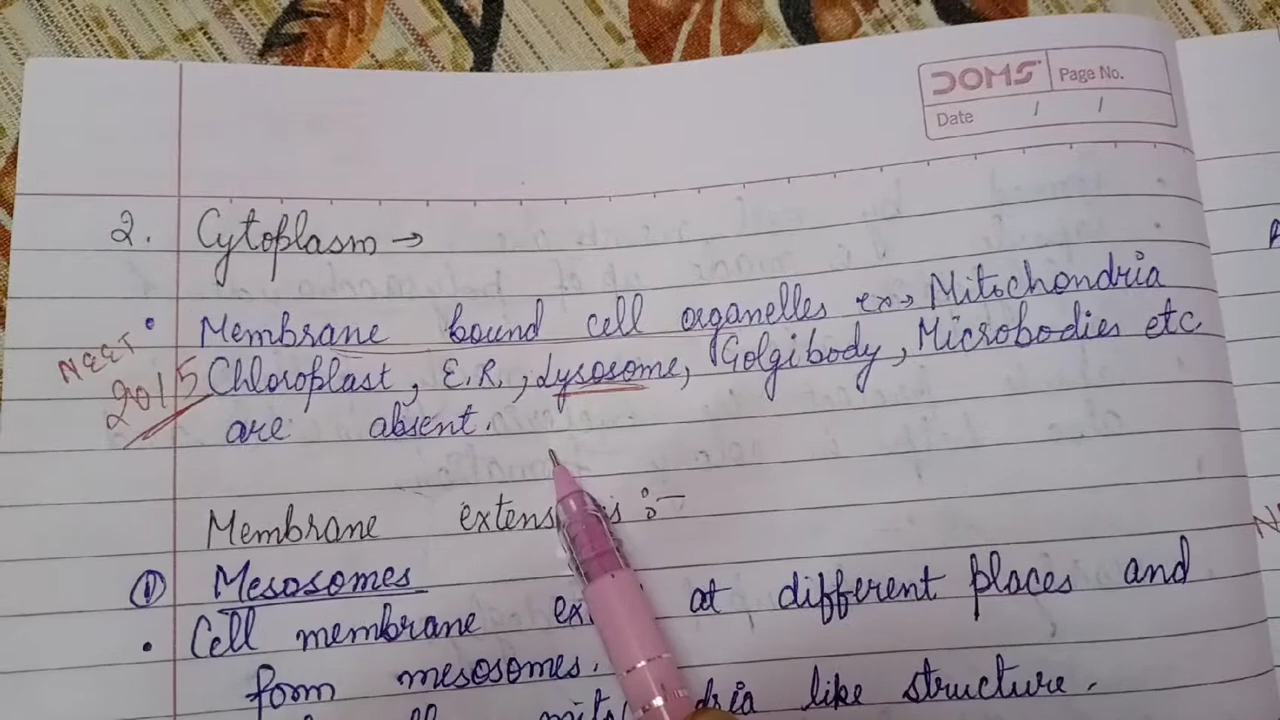 DOMS Page No.
Date / /
2. Cytoplasm →
• Membrane bound cell organelles ex→ Mitochondria
NEET 2015 Chloroplast, E.R., Lysosome, Golgibody, Microbodies etc
are absent.
Membrane :-
① Mesosomes
• Cell membrane at different places and
form mesosomes.
like structure.